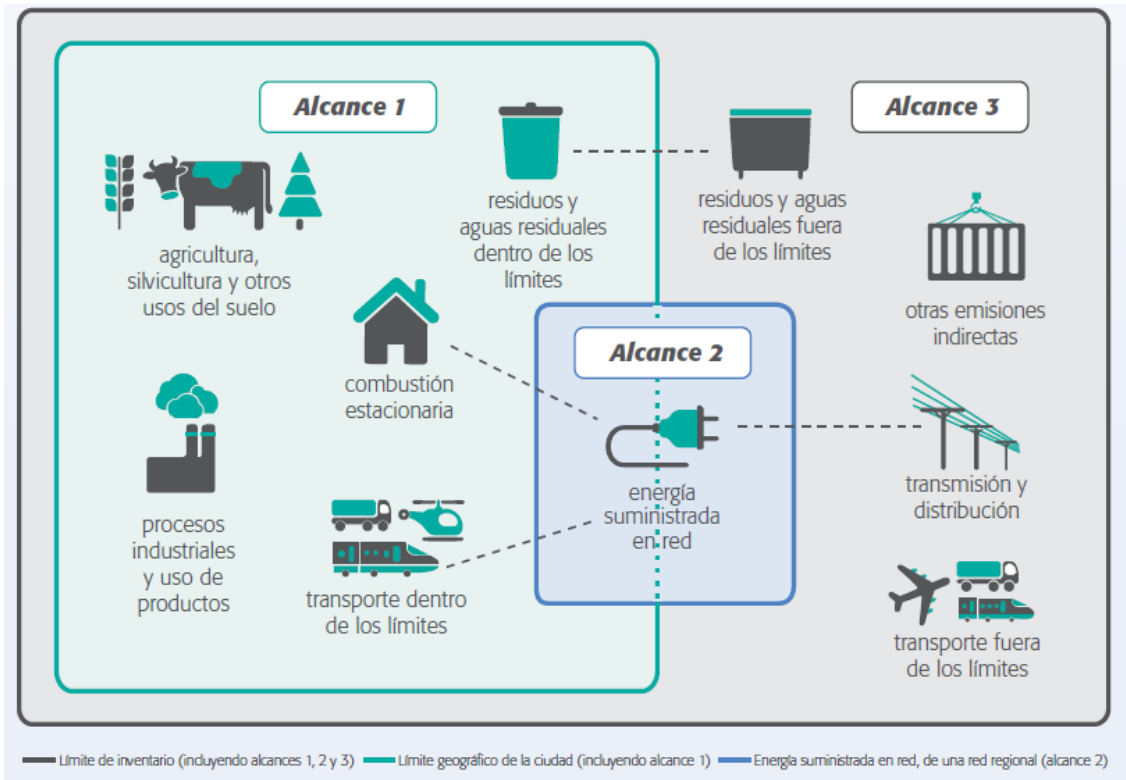 Alcance 1
Alcance 3
residuos y
aguas residuales
dentro de los
límites
residuos y aguas
residuales fuera
de los límites
agricultura,
silvicultura y otros
usos del suelo
otras emisiones
indirectas
Alcance 2
combustión
estacionaria
energía
suministrada
en red
transmisión y
distribución
procesos
industriales
y uso de
productos
transporte dentro
de los límites
transporte fuera
de los límites
Límite de inventario (incluyendo alcances 1, 2 y 3) Límite geográfico de la ciudad (incluyendo alcance 1) Energía suministrada en red, de una red regional (alcance 2)